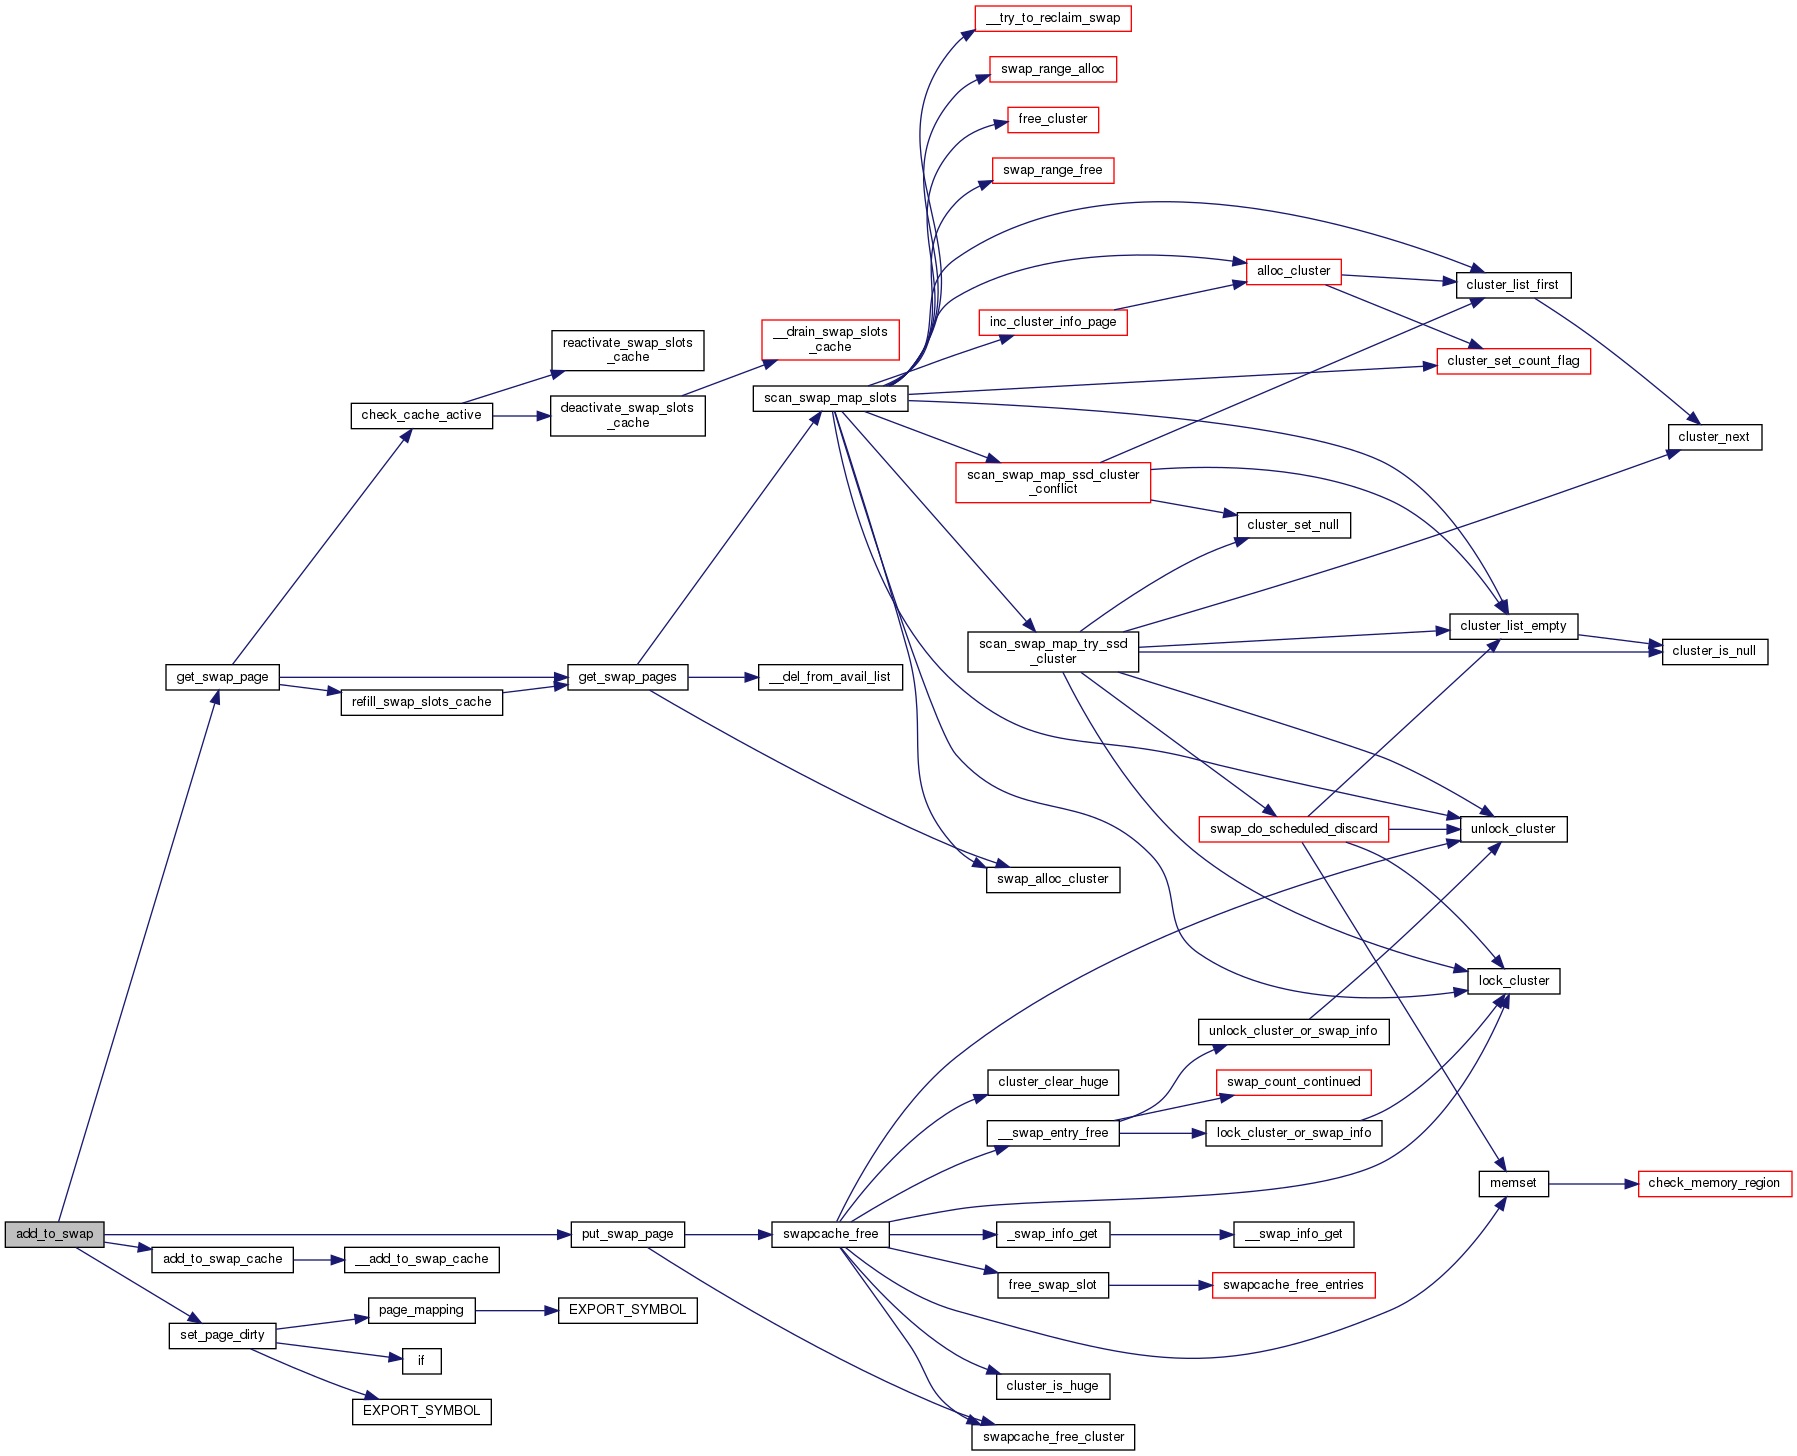 __try_to_reclaim_swap
swap_range_alloc
free_cluster
swap_range_free
alloc_cluster
cluster_list_first
inc_cluster_info_page
reactivate_swap_slots
_cache
__drain_swap_slots
_cache
cluster_set_count_flag
scan_swap_map_slots
check_cache_active
deactivate_swap_slots
_cache
cluster_next
scan_swap_map_ssd_cluster
_conflict
cluster_set_null
cluster_list_empty
scan_swap_map_try_ssd
_cluster
cluster_is_null
get_swap_page
get_swap_pages
__del_from_avail_list
refill_swap_slots_cache
swap_do_scheduled_discard
unlock_cluster
swap_alloc_cluster
lock_cluster
unlock_cluster_or_swap_info
cluster_clear_huge
swap_count_continued
__swap_entry_free
lock_cluster_or_swap_info
memset
check_memory_region
add_to_swap
put_swap_page
swapcache_free
_swap_info_get
__swap_info_get
add_to_swap_cache
__add_to_swap_cache
free_swap_slot
swapcache_free_entries
page_mapping
EXPORT_SYMBOL
set_page_dirty
if
cluster_is_huge
EXPORT_SYMBOL
swapcache_free_cluster